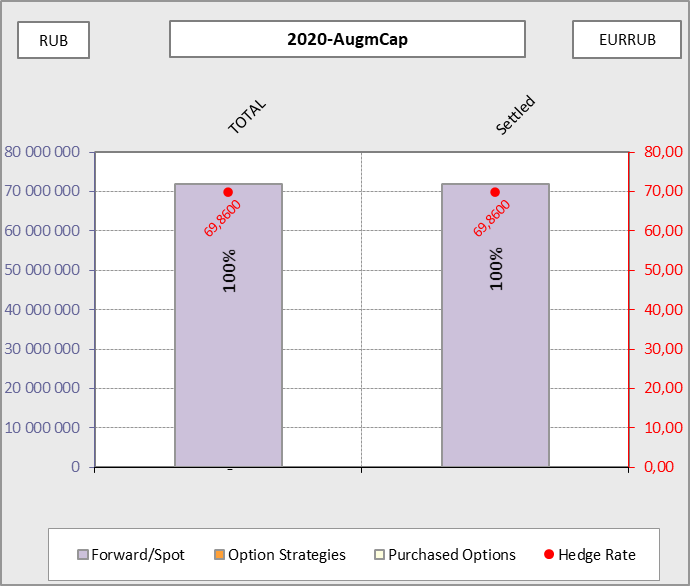 RUB
2020-AugmCap
EURRUB
TOTAL
Settled
80 000 000
70 000 000
60 000 000
50 000 000
40 000 000
30 000 000
20 000 000
10 000 000
0
69,8600
100%
69,8600
100%
80,00
70,00
60,00
50,00
40,00
30,00
20,00
10,00
0,00
-
Forward/Spot
Option Strategies
Purchased Options
Hedge Rate